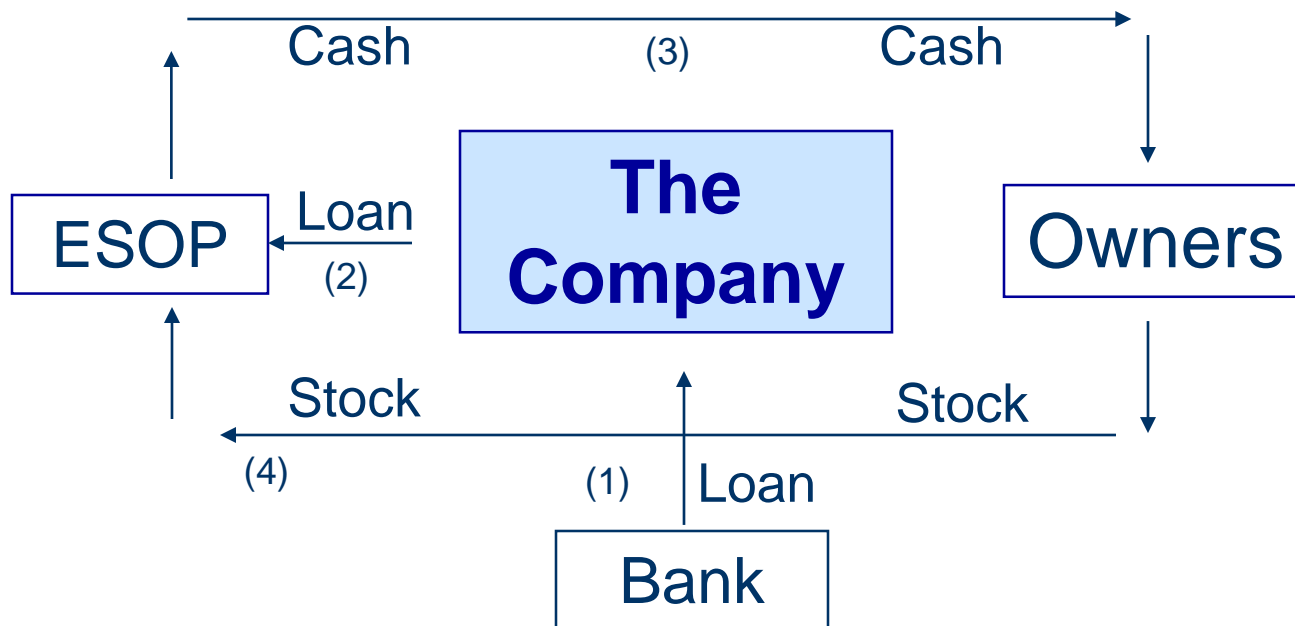 Cash (3) Cash
The
Company
Loan
ESOP
(2)
Owners
Stock Stock
(4) (1) Loan
Bank